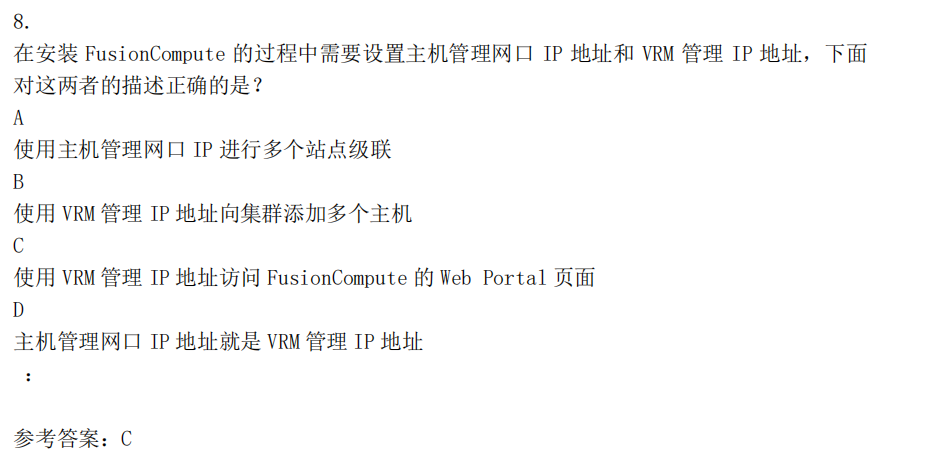 8.
在安装 FusionCompute 的过程中需要设置主机管理网口 IP 地址和 VRM 管理 IP 地址，下面
对这两者的描述正确的是？
A
使用主机管理网口 IP 进行多个站点级联
B
使用 VRM 管理 IP 地址向集群添加多个主机
C
使用 VRM 管理 IP 地址访问 FusionCompute 的 Web Portal 页面
D
主机管理网口 IP 地址就是 VRM 管理 IP 地址
：
参考答案：C